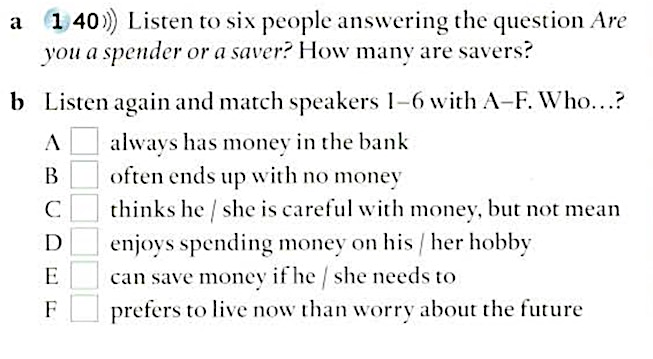 a 1 40))) Listen to six people answering the question Are
you a spender or a saver? How many are savers?
b Listen again and match speakers 1–6 with A–F. Who…?
A always has money in the bank
B often ends up with no money
C thinks he / she is careful with money, but not mean
D enjoys spending money on his / her hobby
E can save money if he / she needs to
F prefers to live now than worry about the future